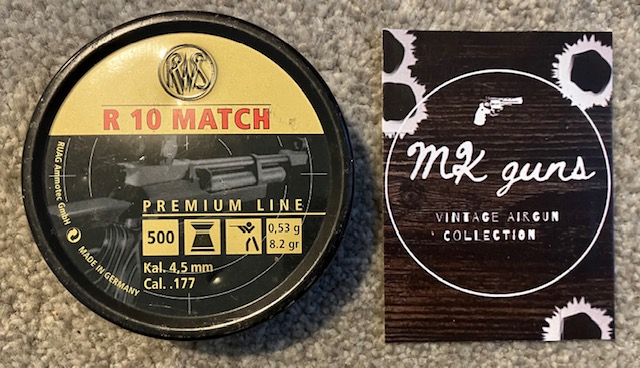 RWS
R 10 MATCH
RUAG Ammotec GmbH
MADE IN GERMANY
PREMIUM LINE
500
0,53 g
8.2 gr
Kal. 4,5 mm
Cal. .177
MK guns
VINTAGE AIRGUN
COLLECTION